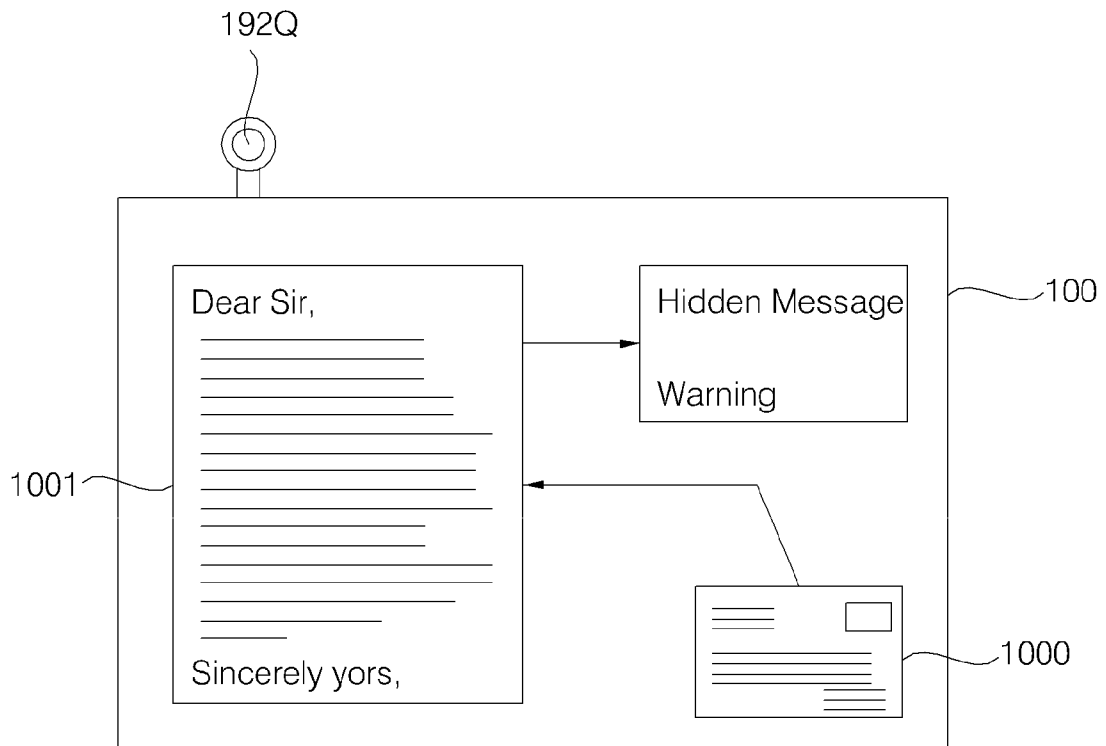 192Q
Dear Sir,
Hidden Message
100
Warning
1001
1000
Sincerely yors,